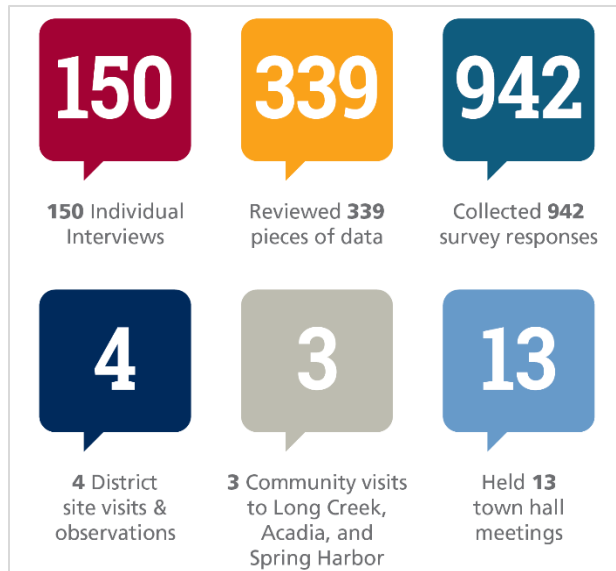 150
339
942
150 Individual
Interviews
Reviewed 339
pieces of data
Collected 942
survey responses
4
3
13
4 District
site visits &
observations
3 Community visits
to Long Creek,
Acadia, and
Spring Harbor
Held 13
town hall
meetings